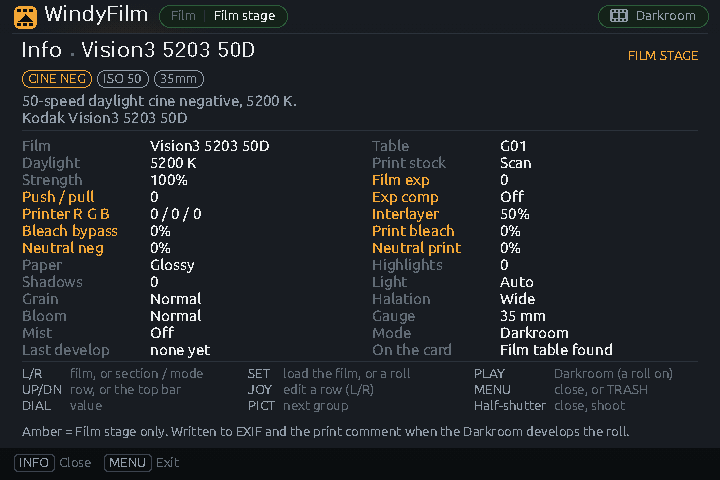 WindyFilm Film Film stage Darkroom
Info . Vision3 5203 50D
FILM STAGE
CINE NEG ISO 50 35mm
50-speed daylight cine negative, 5200 K.
Kodak Vision3 5203 50D
Film Vision3 5203 50D Table G01
Daylight 5200 K Print stock Scan
Strength 100% Film exp 0
Push / pull 0 Exp comp Off
Printer R G B 0 / 0 / 0 Interlayer 50%
Bleach bypass 0% Print bleach 0%
Neutral neg 0% Neutral print 0%
Paper Glossy Highlights 0
Shadows 0 Light Auto
Grain Normal Halation Wide
Bloom Normal Gauge 35 mm
Mist Off Mode Darkroom
Last develop none yet On the card Film table found
L/R film, or section / mode SET load the film, or a roll PLAY Darkroom (a roll on)
UP/DN row, or the top bar JOY edit a row (L/R) MENU close, or TRASH
DIAL value PICT next group Half-shutter close, shoot
Amber = Film stage only. Written to EXIF and the print comment when the Darkroom develops the roll.
INFO Close MENU Exit